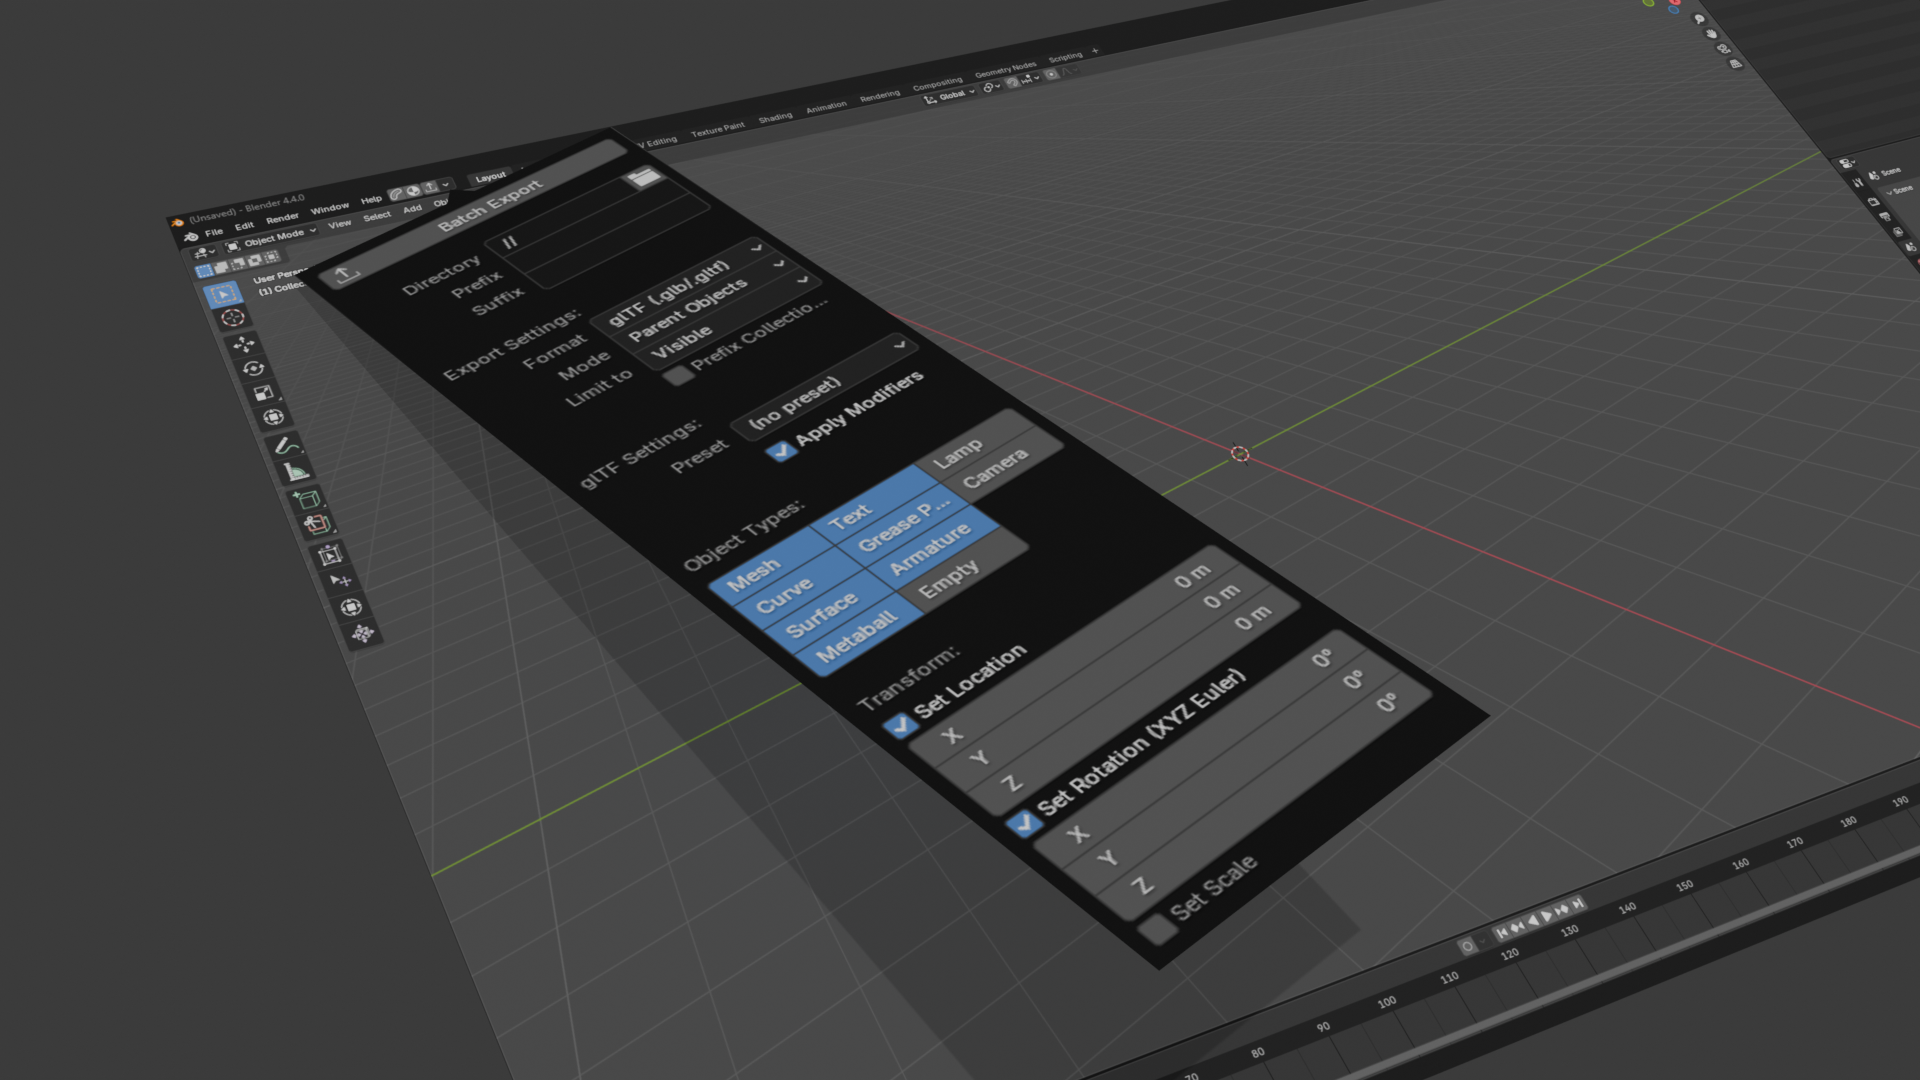 (Unsaved) - Blender 4.4.0
File Edit Render Window Help
Layout
UV Editing Texture Paint Shading Animation Rendering Compositing Geometry Nodes Scripting +
Object Mode View Select Add
Global
(1) Collec
Batch Export
Directory //
Prefix
Suffix
Export Settings:
Format glTF (.glb/.gltf)
Mode Parent Objects
Limit to Visible
Prefix Collectio...
glTF Settings:
Preset (no preset)
Apply Modifiers
Object Types:
Mesh Text Lamp
Curve Grease P... Camera
Surface Armature
Metaball Empty
Transform:
Set Location
X 0 m
Y 0 m
Z 0 m
Set Rotation (XYZ Euler)
X 0°
Y 0°
Z 0°
Set Scale
Scene
Scene
70 80 90 100 110 120 130 140 150 160 170 180 190